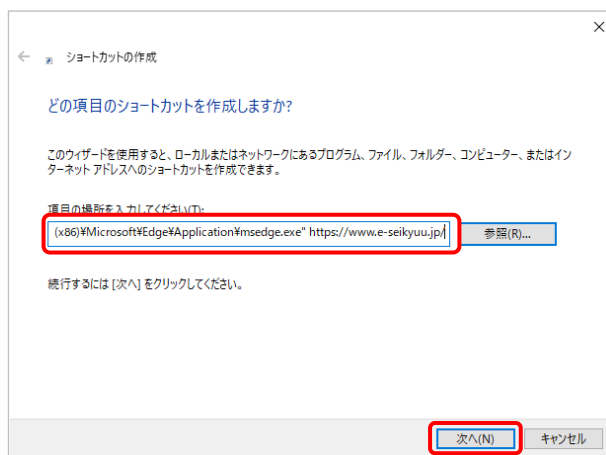 ショートカットの作成
どの項目のショートカットを作成しますか?
このウィザードを使用すると、ローカルまたはネットワークにあるプログラム、ファイル、フォルダー、コンピューター、またはイン
ターネット アドレスへのショートカットを作成できます。
項目の場所を入力してください(T):
(x86)¥Microsoft¥Edge¥Application¥msedge.exe" https://www.e-seikyuu.jp/
参照(R)...
続行するには [次へ] をクリックしてください。
次へ(N)
キャンセル